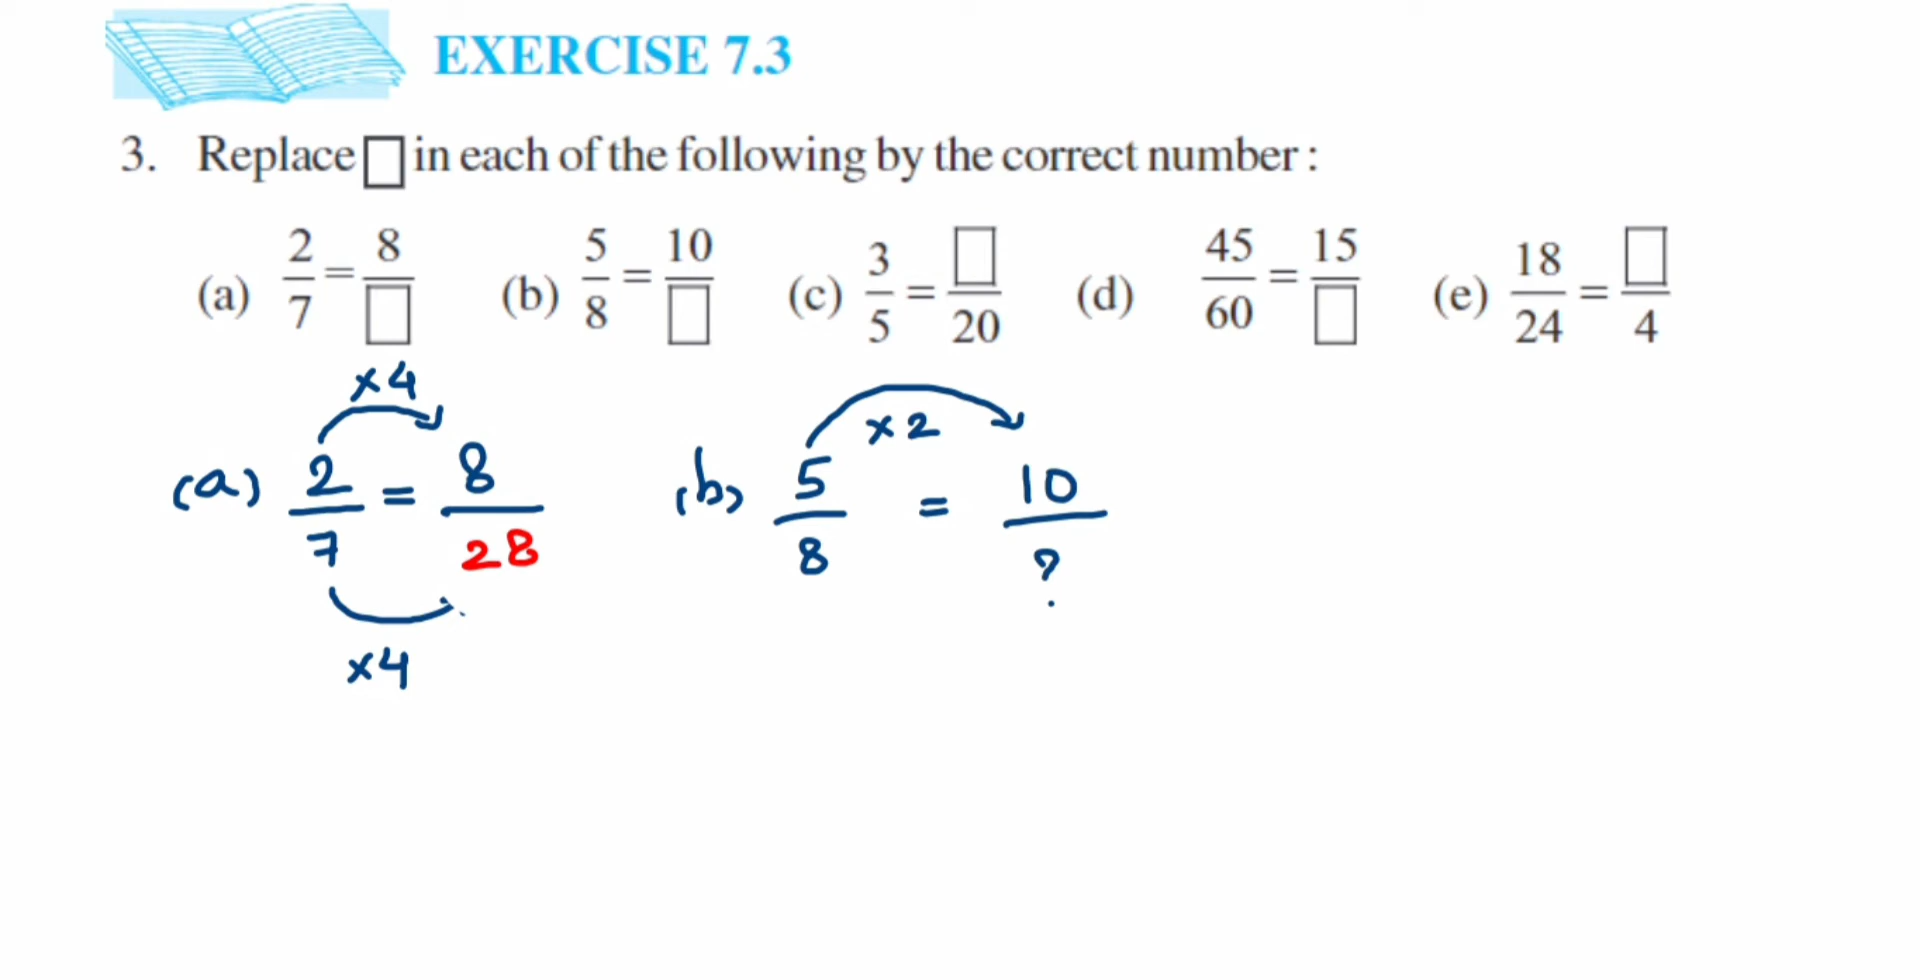 EXERCISE 7.3
3. Replace □ in each of the following by the correct number :
(a) 2/7 = 8/□ (b) 5/8 = 10/□ (c) 3/5 = □/20 (d) 45/60 = 15/□ (e) 18/24 = □/4
×4
×2
(a) 2/7 = 8/28 (b) 5/8 = 10/?
×4